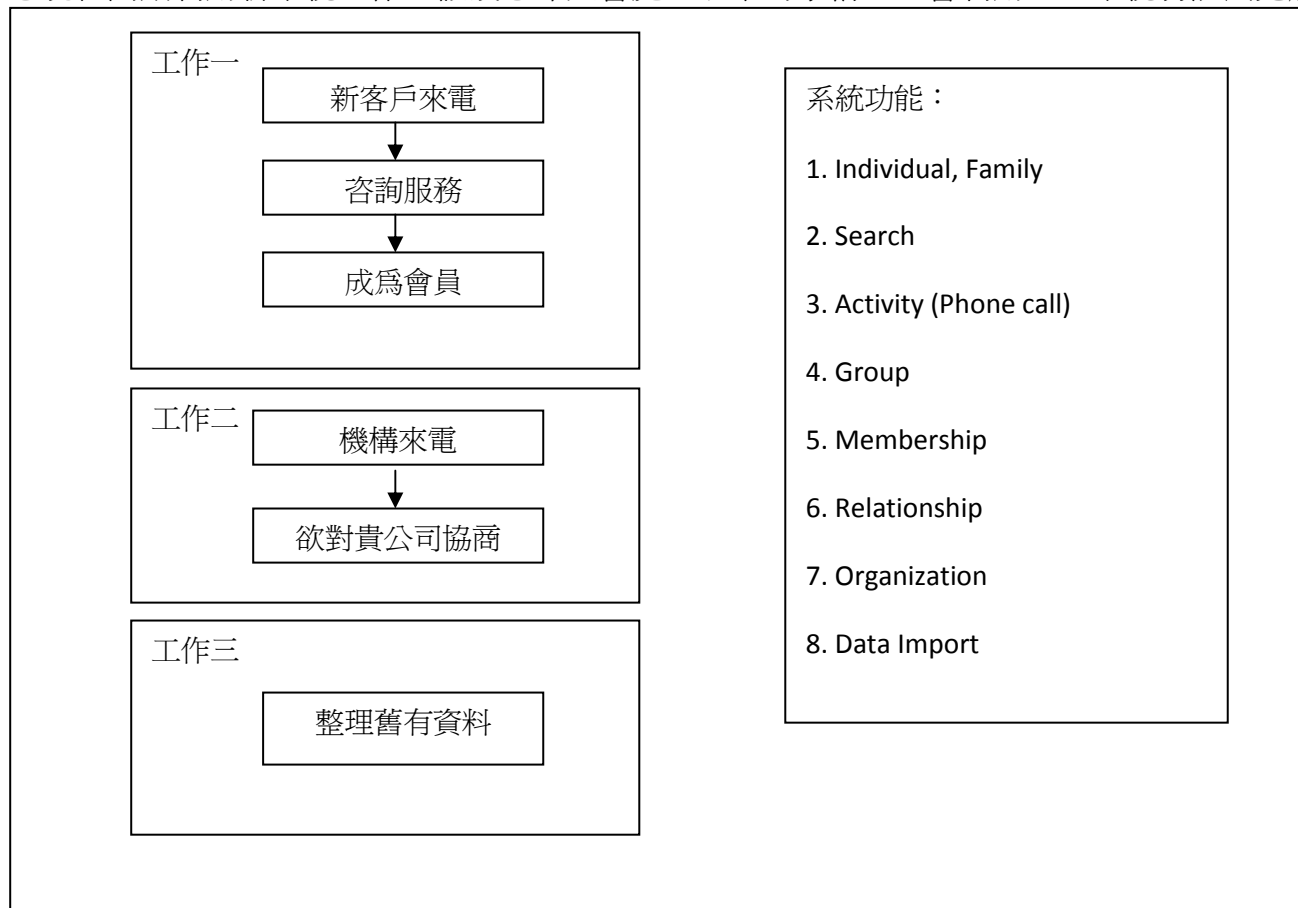 工作一
新客戶來電
咨詢服務
成爲會員
工作二
機構來電
欲對貴公司協商
工作三
整理舊有資料
系統功能：
1. Individual, Family
2. Search
3. Activity (Phone call)
4. Group
5. Membership
6. Relationship
7. Organization
8. Data Import